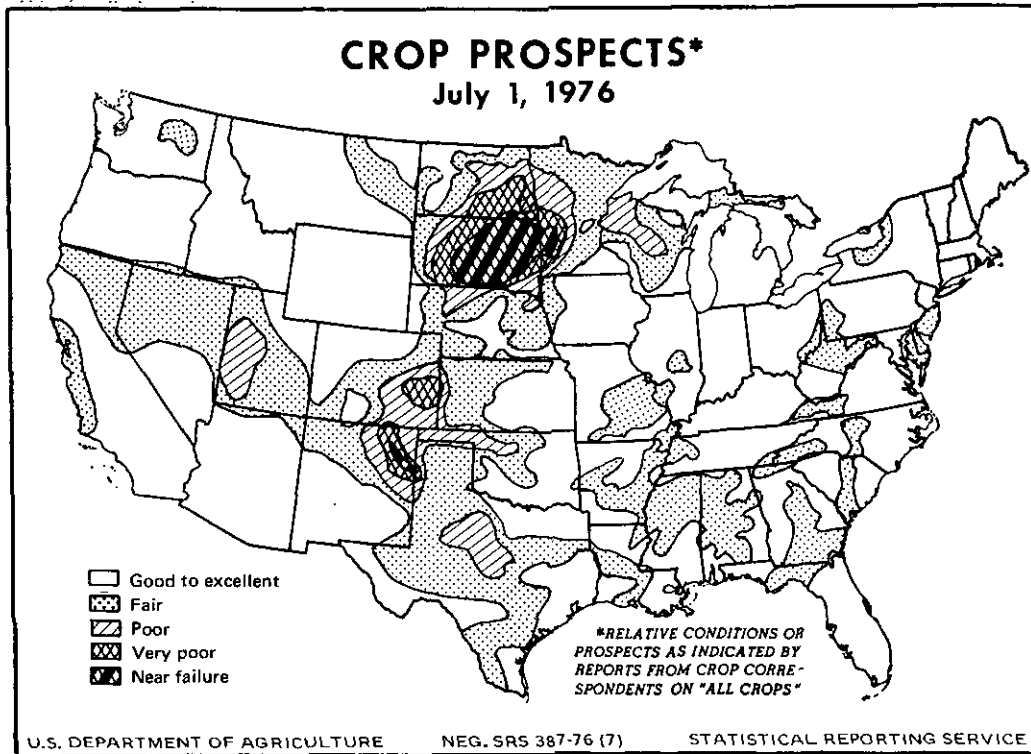 CROP PROSPECTS*
July 1, 1976
Good to excellent
Fair
Poor
Very poor
Near failure
*RELATIVE CONDITIONS OR
PROSPECTS AS INDICATED BY
REPORTS FROM CROP CORRE-
SPONDENTS ON "ALL CROPS"
U.S. DEPARTMENT OF AGRICULTURE NEG. SRS 387-76 (7) STATISTICAL REPORTING SERVICE